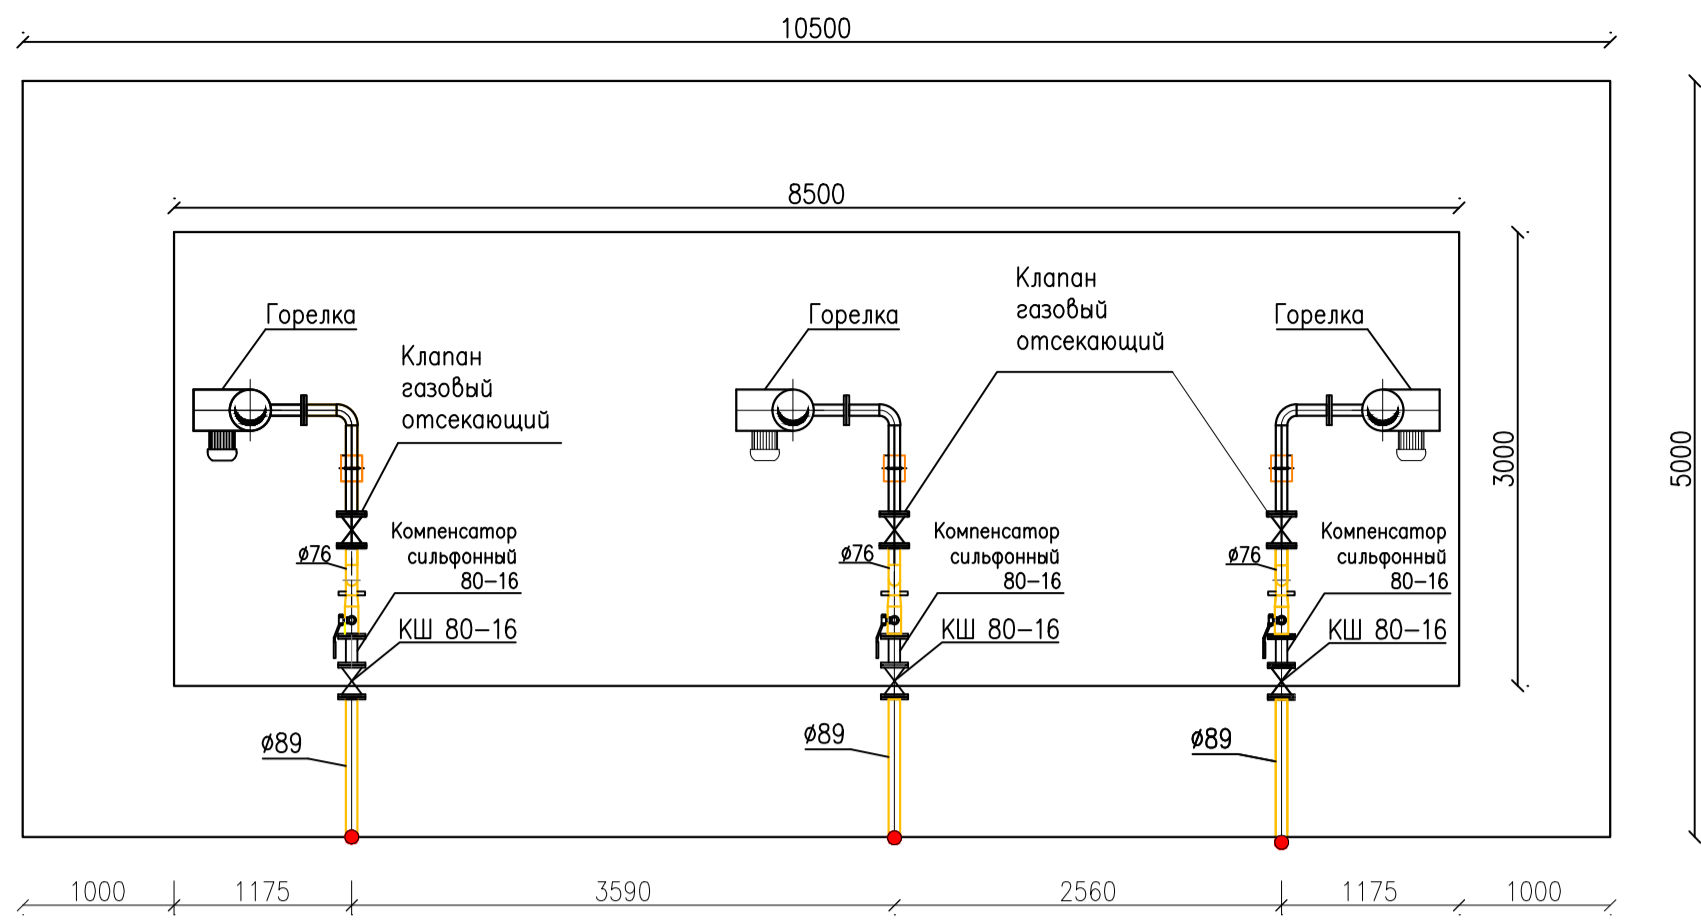 10500
8500
Горелка
Клапан
газовый
отсекающий
Горелка
Клапан
газовый
отсекающий
Горелка
3000
5000
ø76
Компенсатор
сильфонный
80-16
КШ 80-16
ø76
Компенсатор
сильфонный
80-16
КШ 80-16
ø76
Компенсатор
сильфонный
80-16
КШ 80-16
ø89
ø89
ø89
1000
1175
3590
2560
1175
1000